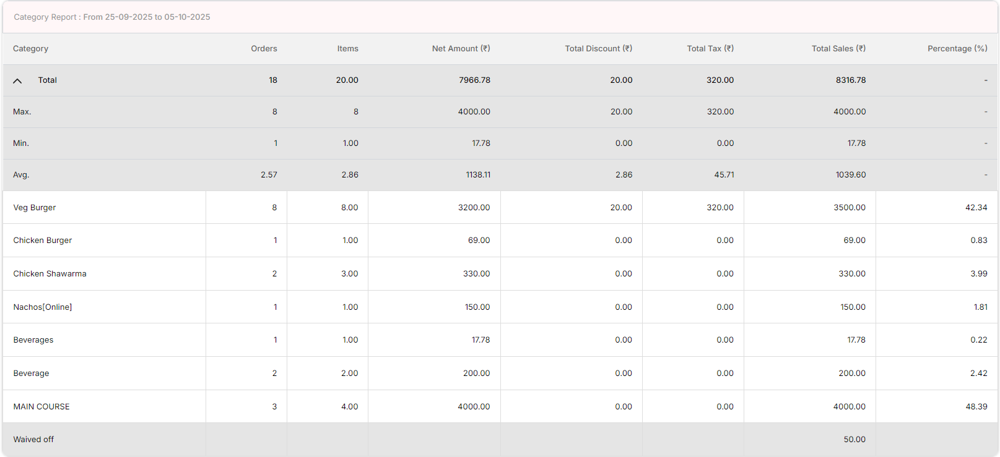 Category Report : From 25-09-2025 to 05-10-2025
Category Orders Items Net Amount (₹) Total Discount (₹) Total Tax (₹) Total Sales (₹) Percentage (%)
Total 18 20.00 7966.78 20.00 320.00 8316.78 -
Max. 8 8 4000.00 20.00 320.00 4000.00 -
Min. 1 1.00 17.78 0.00 0.00 17.78 -
Avg. 2.57 2.86 1138.11 2.86 45.71 1039.60 -
Veg Burger 8 8.00 3200.00 20.00 320.00 3500.00 42.34
Chicken Burger 1 1.00 69.00 0.00 0.00 69.00 0.83
Chicken Shawarma 2 3.00 330.00 0.00 0.00 330.00 3.99
Nachos[Online] 1 1.00 150.00 0.00 0.00 150.00 1.81
Beverages 1 1.00 17.78 0.00 0.00 17.78 0.22
Beverage 2 2.00 200.00 0.00 0.00 200.00 2.42
MAIN COURSE 3 4.00 4000.00 0.00 0.00 4000.00 48.39
Waived off 50.00